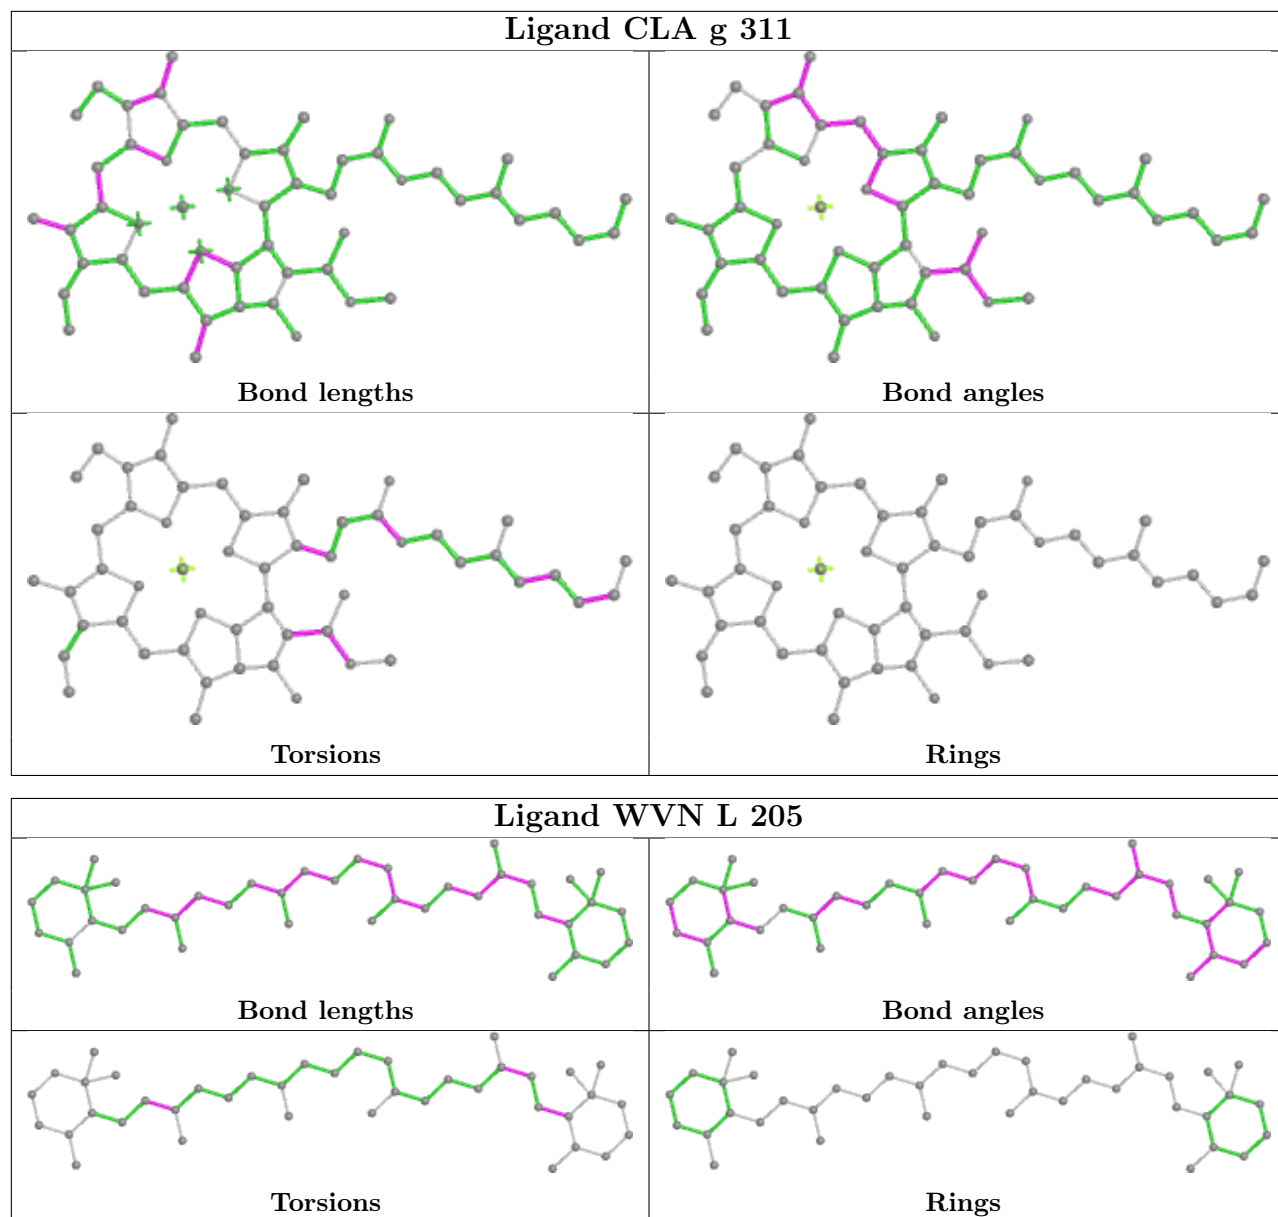 Ligand CLA g 311
Bond lengths
Bond angles
Torsions
Rings
Ligand WVN L 205
Bond lengths
Bond angles
Torsions
Rings